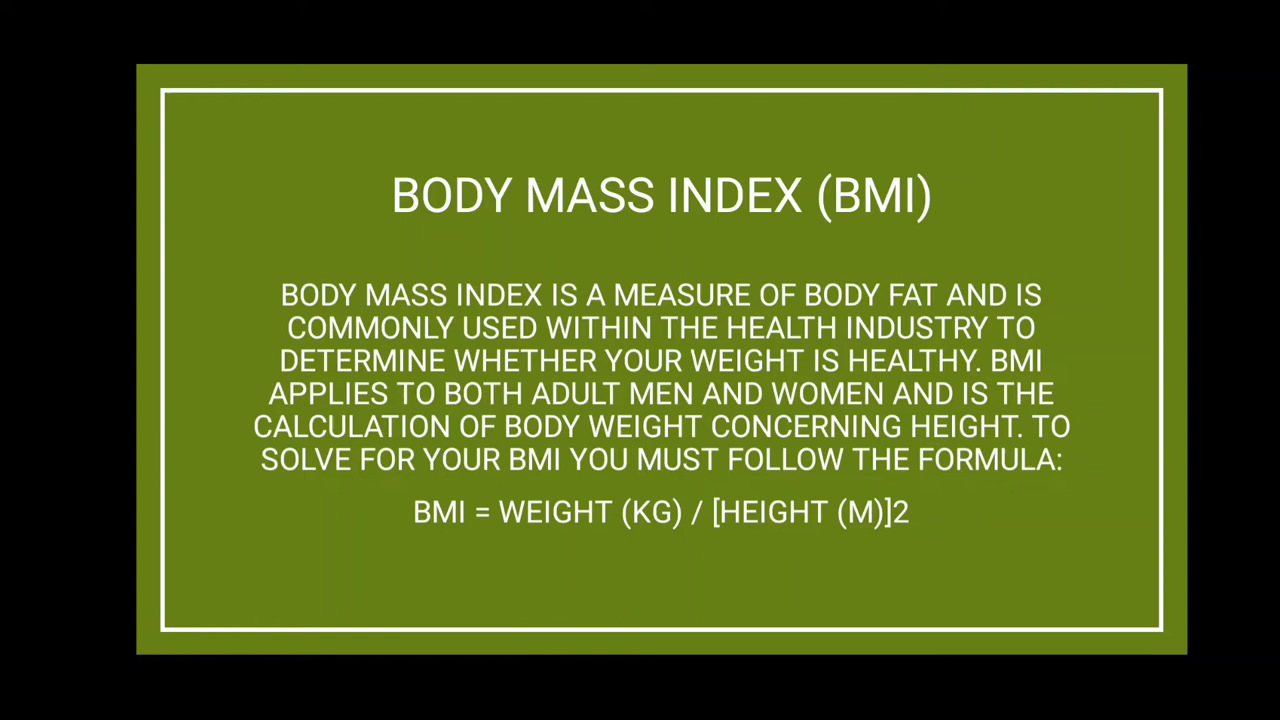 BODY MASS INDEX (BMI)
BODY MASS INDEX IS A MEASURE OF BODY FAT AND IS
COMMONLY USED WITHIN THE HEALTH INDUSTRY TO
DETERMINE WHETHER YOUR WEIGHT IS HEALTHY. BMI
APPLIES TO BOTH ADULT MEN AND WOMEN AND IS THE
CALCULATION OF BODY WEIGHT CONCERNING HEIGHT. TO
SOLVE FOR YOUR BMI YOU MUST FOLLOW THE FORMULA:
BMI = WEIGHT (KG) / [HEIGHT (M)]2